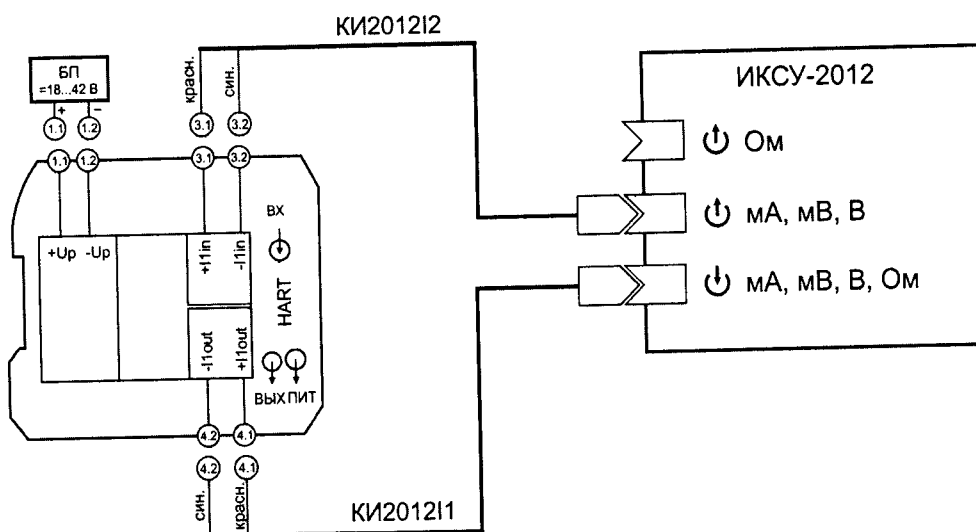 КИ2012I2
БП
=18...42 В
+ −
1.1 1.2
1.1 1.2
красн.
син.
3.1 3.2
3.1 3.2
ИКСУ-2012
Ом
мА, мВ, В
мА, мВ, В, Ом
+Up -Up
+I1in
-I1in
ВХ
HART
-I1out
+I1out
ВЫХ ПИТ
4.2 4.1
4.2 4.1
син.
красн.
КИ2012I1